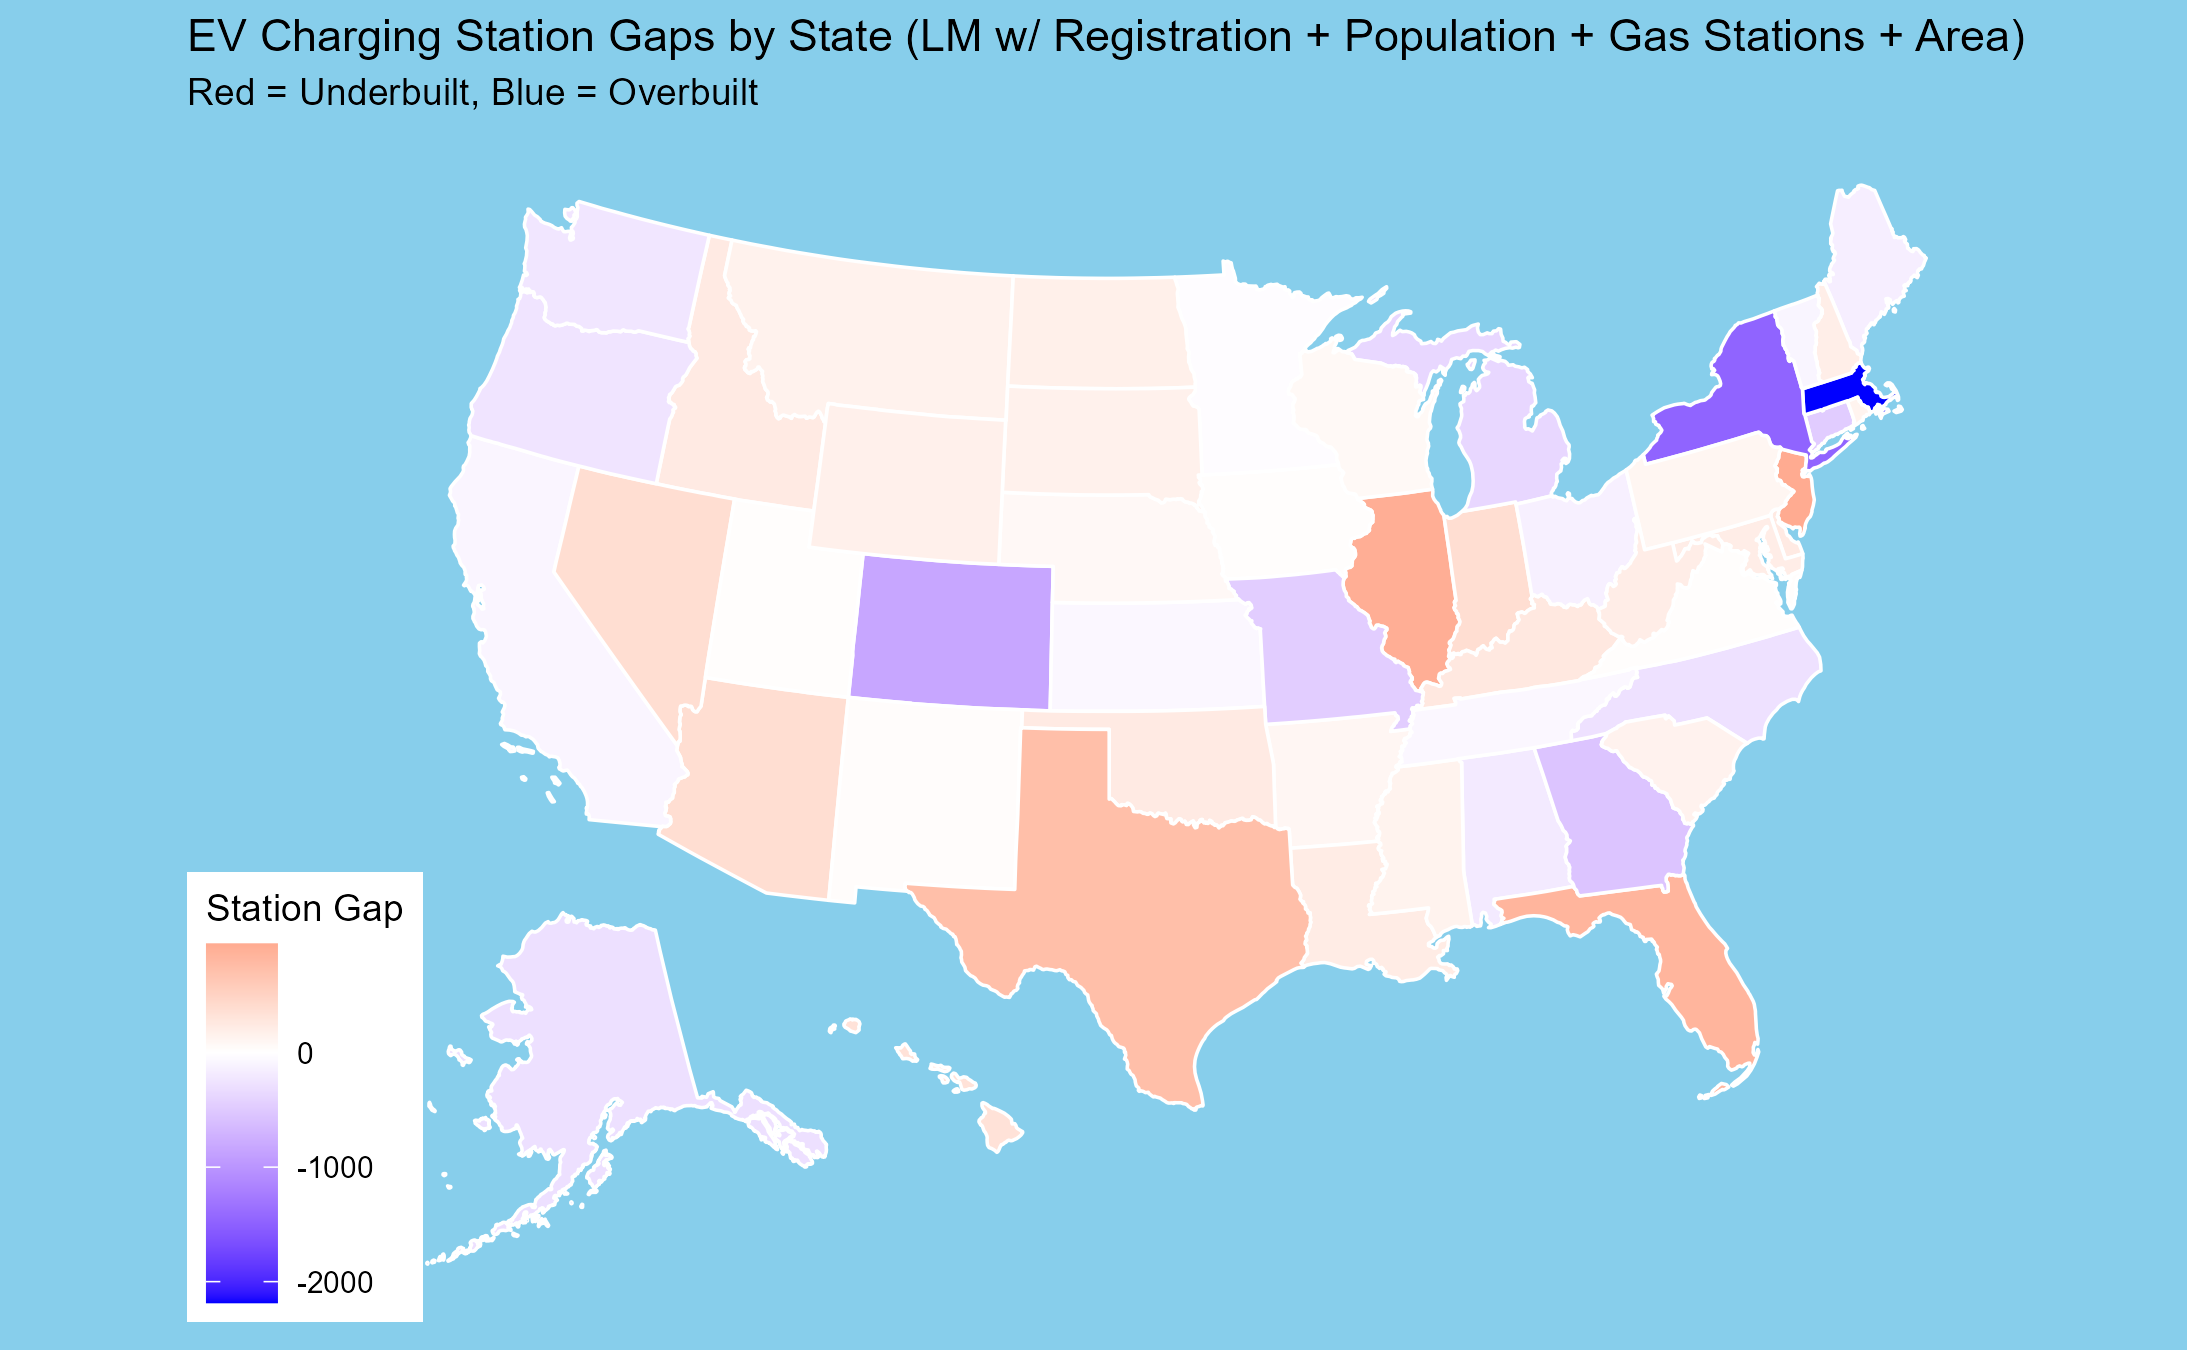 EV Charging Station Gaps by State (LM w/ Registration + Population + Gas Stations + Area)
Red = Underbuilt, Blue = Overbuilt
Station Gap
0
-1000
-2000